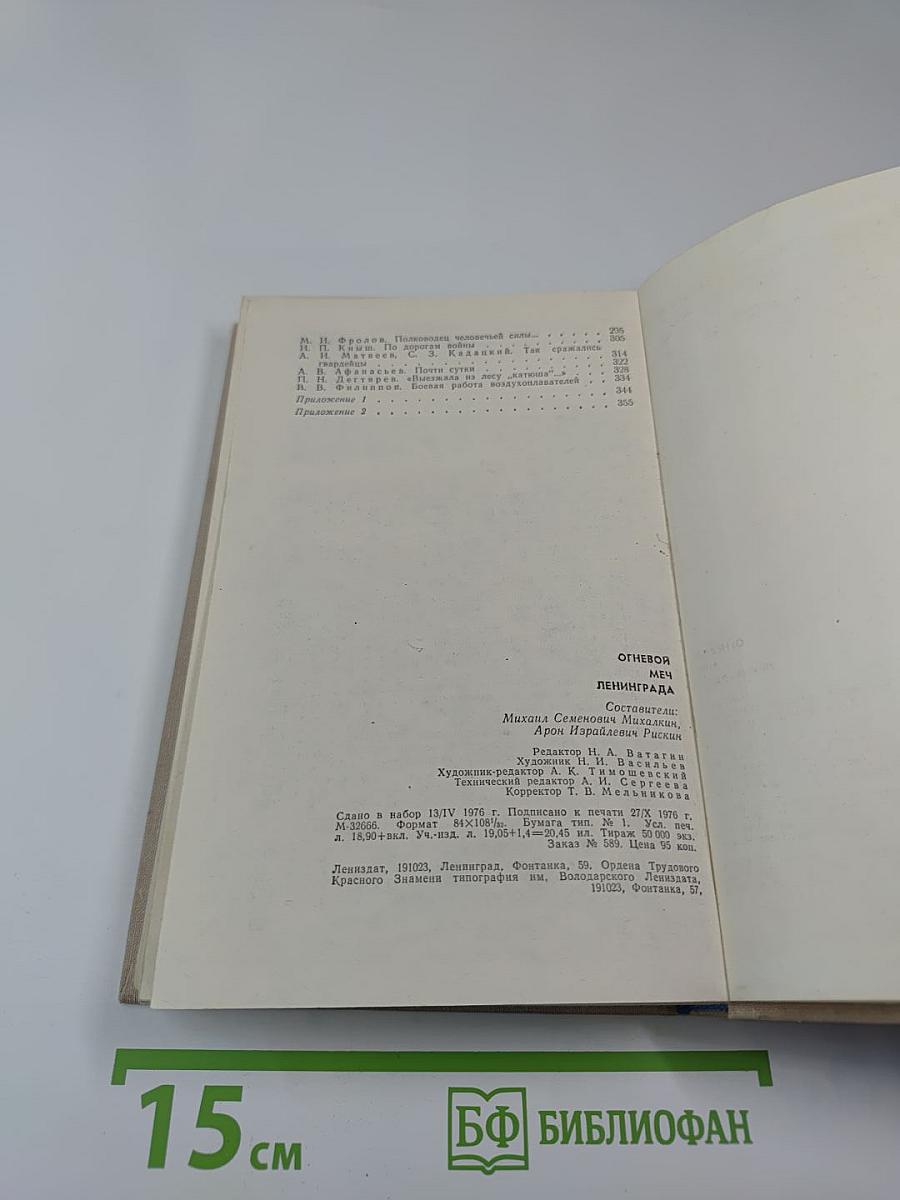 М. И. Фролов. Полководец человечьей силы... 295
И. П. Кныш. По дорогам войны 305
А. И. Матвеев, С. З. Кадацкий. Так сражались
гвардейцы 314
А. В. Афанасьев. Почти сутки 322
П. Н. Дегтярев. «Выезжала из лесу „катюша“...» 328
В. В. Филиппов. Боевая работа воздухоплавателей 334
Приложение 1 344
Приложение 2 355
ОГНЕВОЙ
МЕЧ
ЛЕНИНГРАДА
Составители:
Михаил Семенович Михалкин,
Арон Израйлевич Рискин
Редактор Н. А. Ватагин
Художник Н. И. Васильев
Художник-редактор А. К. Тимошевский
Технический редактор А. И. Сергеева
Корректор Т. В. Мельникова
Сдано в набор 13/IV 1976 г. Подписано к печати 27/X 1976 г.
М-32666. Формат 84×108¹/₃₂. Бумага тип. № 1. Усл. печ.
л. 18,90+вкл. Уч.-изд. л. 19,05+1,4=20,45 ил. Тираж 50 000 экз.
Заказ № 589. Цена 95 коп.
Лениздат, 191023, Ленинград, Фонтанка, 59. Ордена Трудового
Красного Знамени типография им. Володарского Лениздата,
191023, Фонтанка, 57.
15 см
БФ БИБЛИОФАН